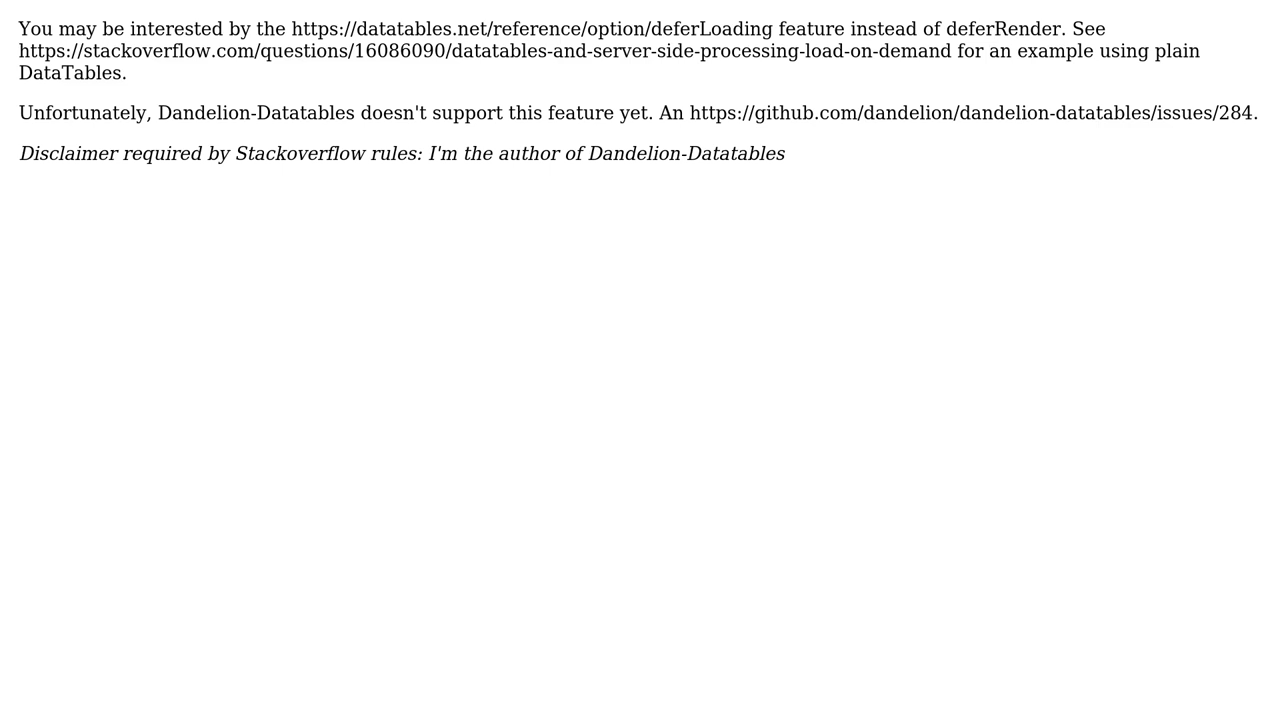 You may be interested by the https://datatables.net/reference/option/deferLoading feature instead of deferRender. See
https://stackoverflow.com/questions/16086090/datatables-and-server-side-processing-load-on-demand for an example using plain
DataTables.
Unfortunately, Dandelion-Datatables doesn't support this feature yet. An https://github.com/dandelion/dandelion-datatables/issues/284.
Disclaimer required by Stackoverflow rules: I'm the author of Dandelion-Datatables